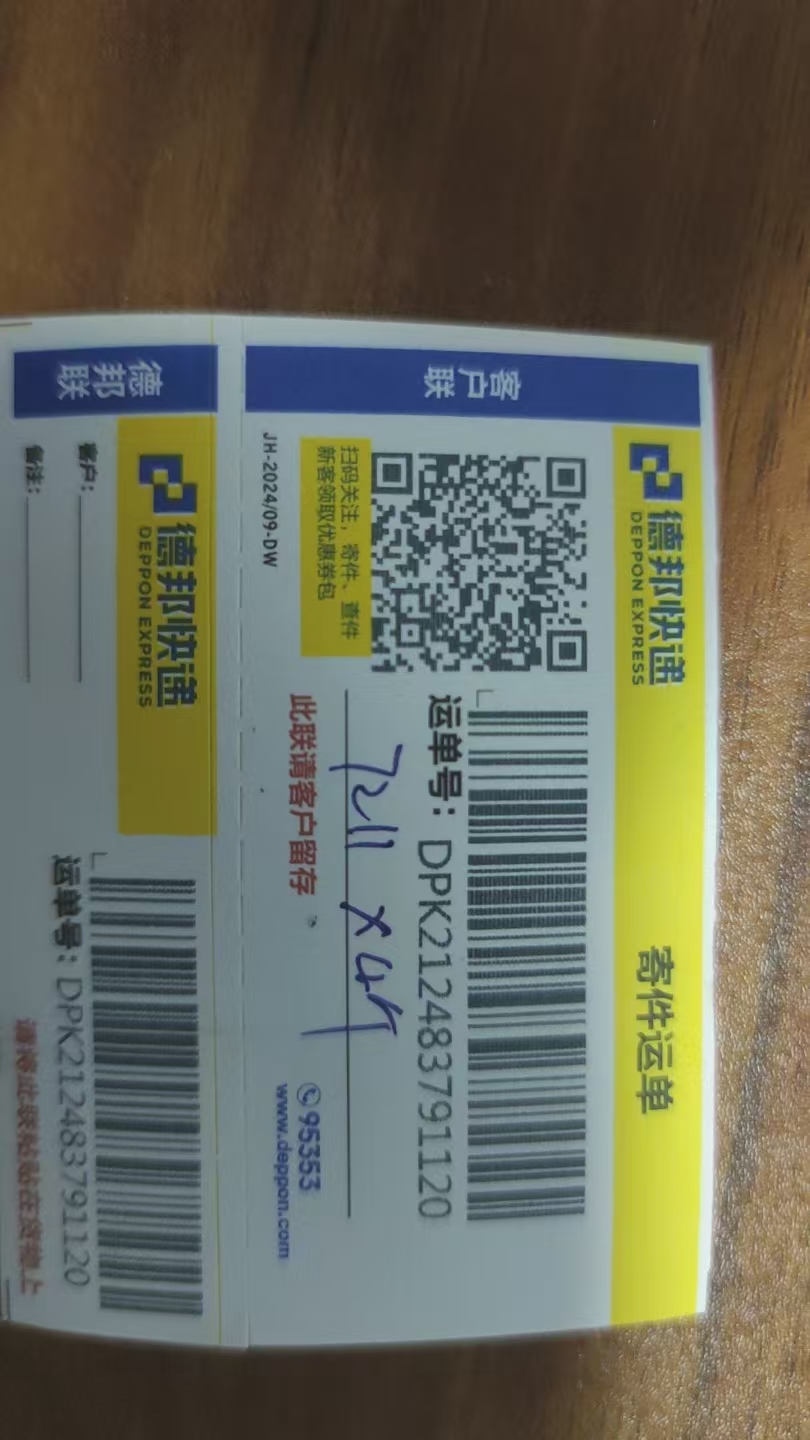 客户联
德邦快递
DEPPON EXPRESS
寄件运单
运单号：DPK212483791120
7211 X
扫码关注，寄件、查件
新客领取优惠券包
此联请客户留存
95353
www.deppon.com
JH-2024/09-DW
德邦联
德邦快递
DEPPON EXPRESS
运单号：DPK212483791120
客户：
备注：
请将此联粘贴在货物上